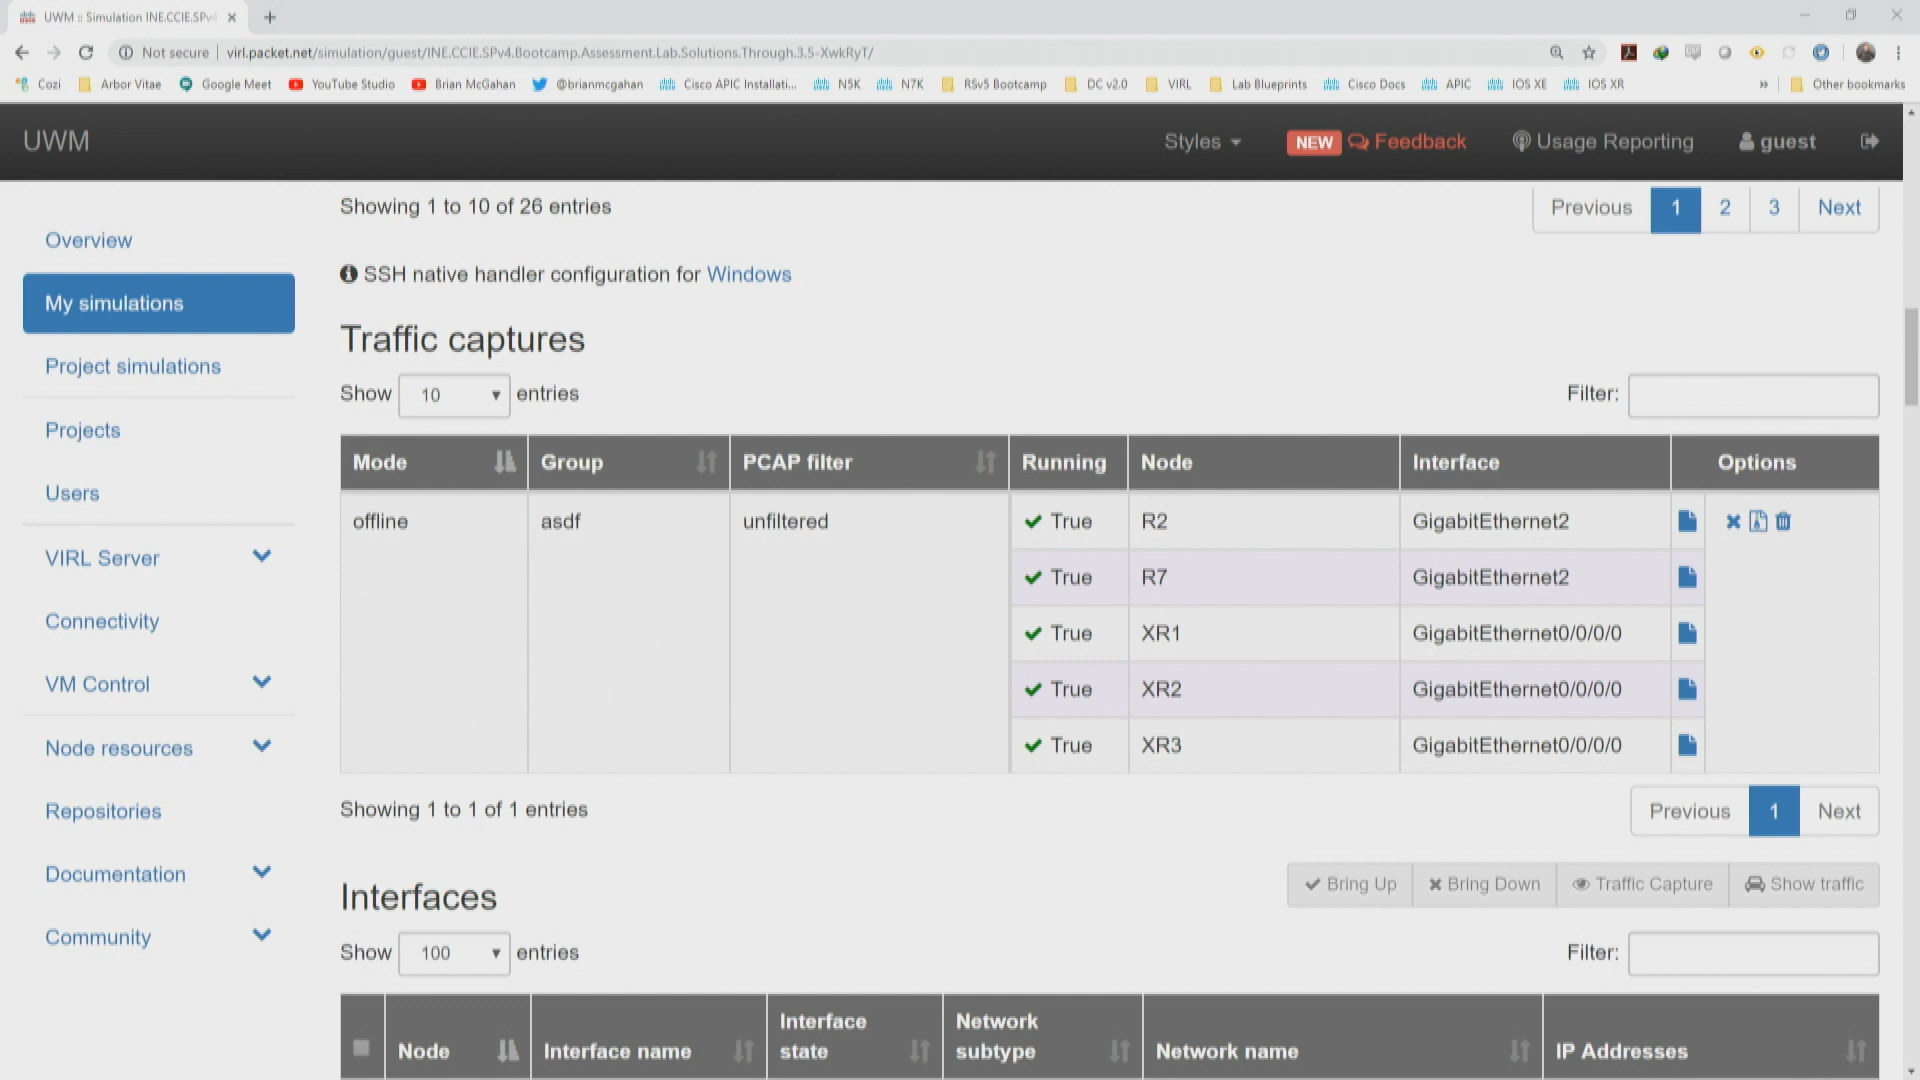 UWM :: Simulation INE.CCIE.SPv4
Not secure | virl.packet.net/simulation/guest/INE.CCIE.SPv4.Bootcamp.Assessment.Lab.Solutions.Through.3.5-XwkRyT/
Cozi Arbor Vitae Google Meet YouTube Studio Brian McGahan @brianmcgahan Cisco APIC Installati... N5K N7K RSv5 Bootcamp DC v2.0 VIRL Lab Blueprints Cisco Docs APIC IOS XE IOS XR » Other bookmarks
UWM Styles NEW Feedback Usage Reporting guest
Overview
My simulations
Project simulations
Projects
Users
VIRL Server
Connectivity
VM Control
Node resources
Repositories
Documentation
Community
Showing 1 to 10 of 26 entries Previous 1 2 3 Next
SSH native handler configuration for Windows
Traffic captures
Show 10 entries Filter:
Mode Group PCAP filter Running Node Interface Options
offline asdf unfiltered True R2 GigabitEthernet2
True R7 GigabitEthernet2
True XR1 GigabitEthernet0/0/0/0
True XR2 GigabitEthernet0/0/0/0
True XR3 GigabitEthernet0/0/0/0
Showing 1 to 1 of 1 entries Previous 1 Next
Interfaces Bring Up Bring Down Traffic Capture Show traffic
Show 100 entries Filter:
Node Interface name Interface state Network subtype Network name IP Addresses